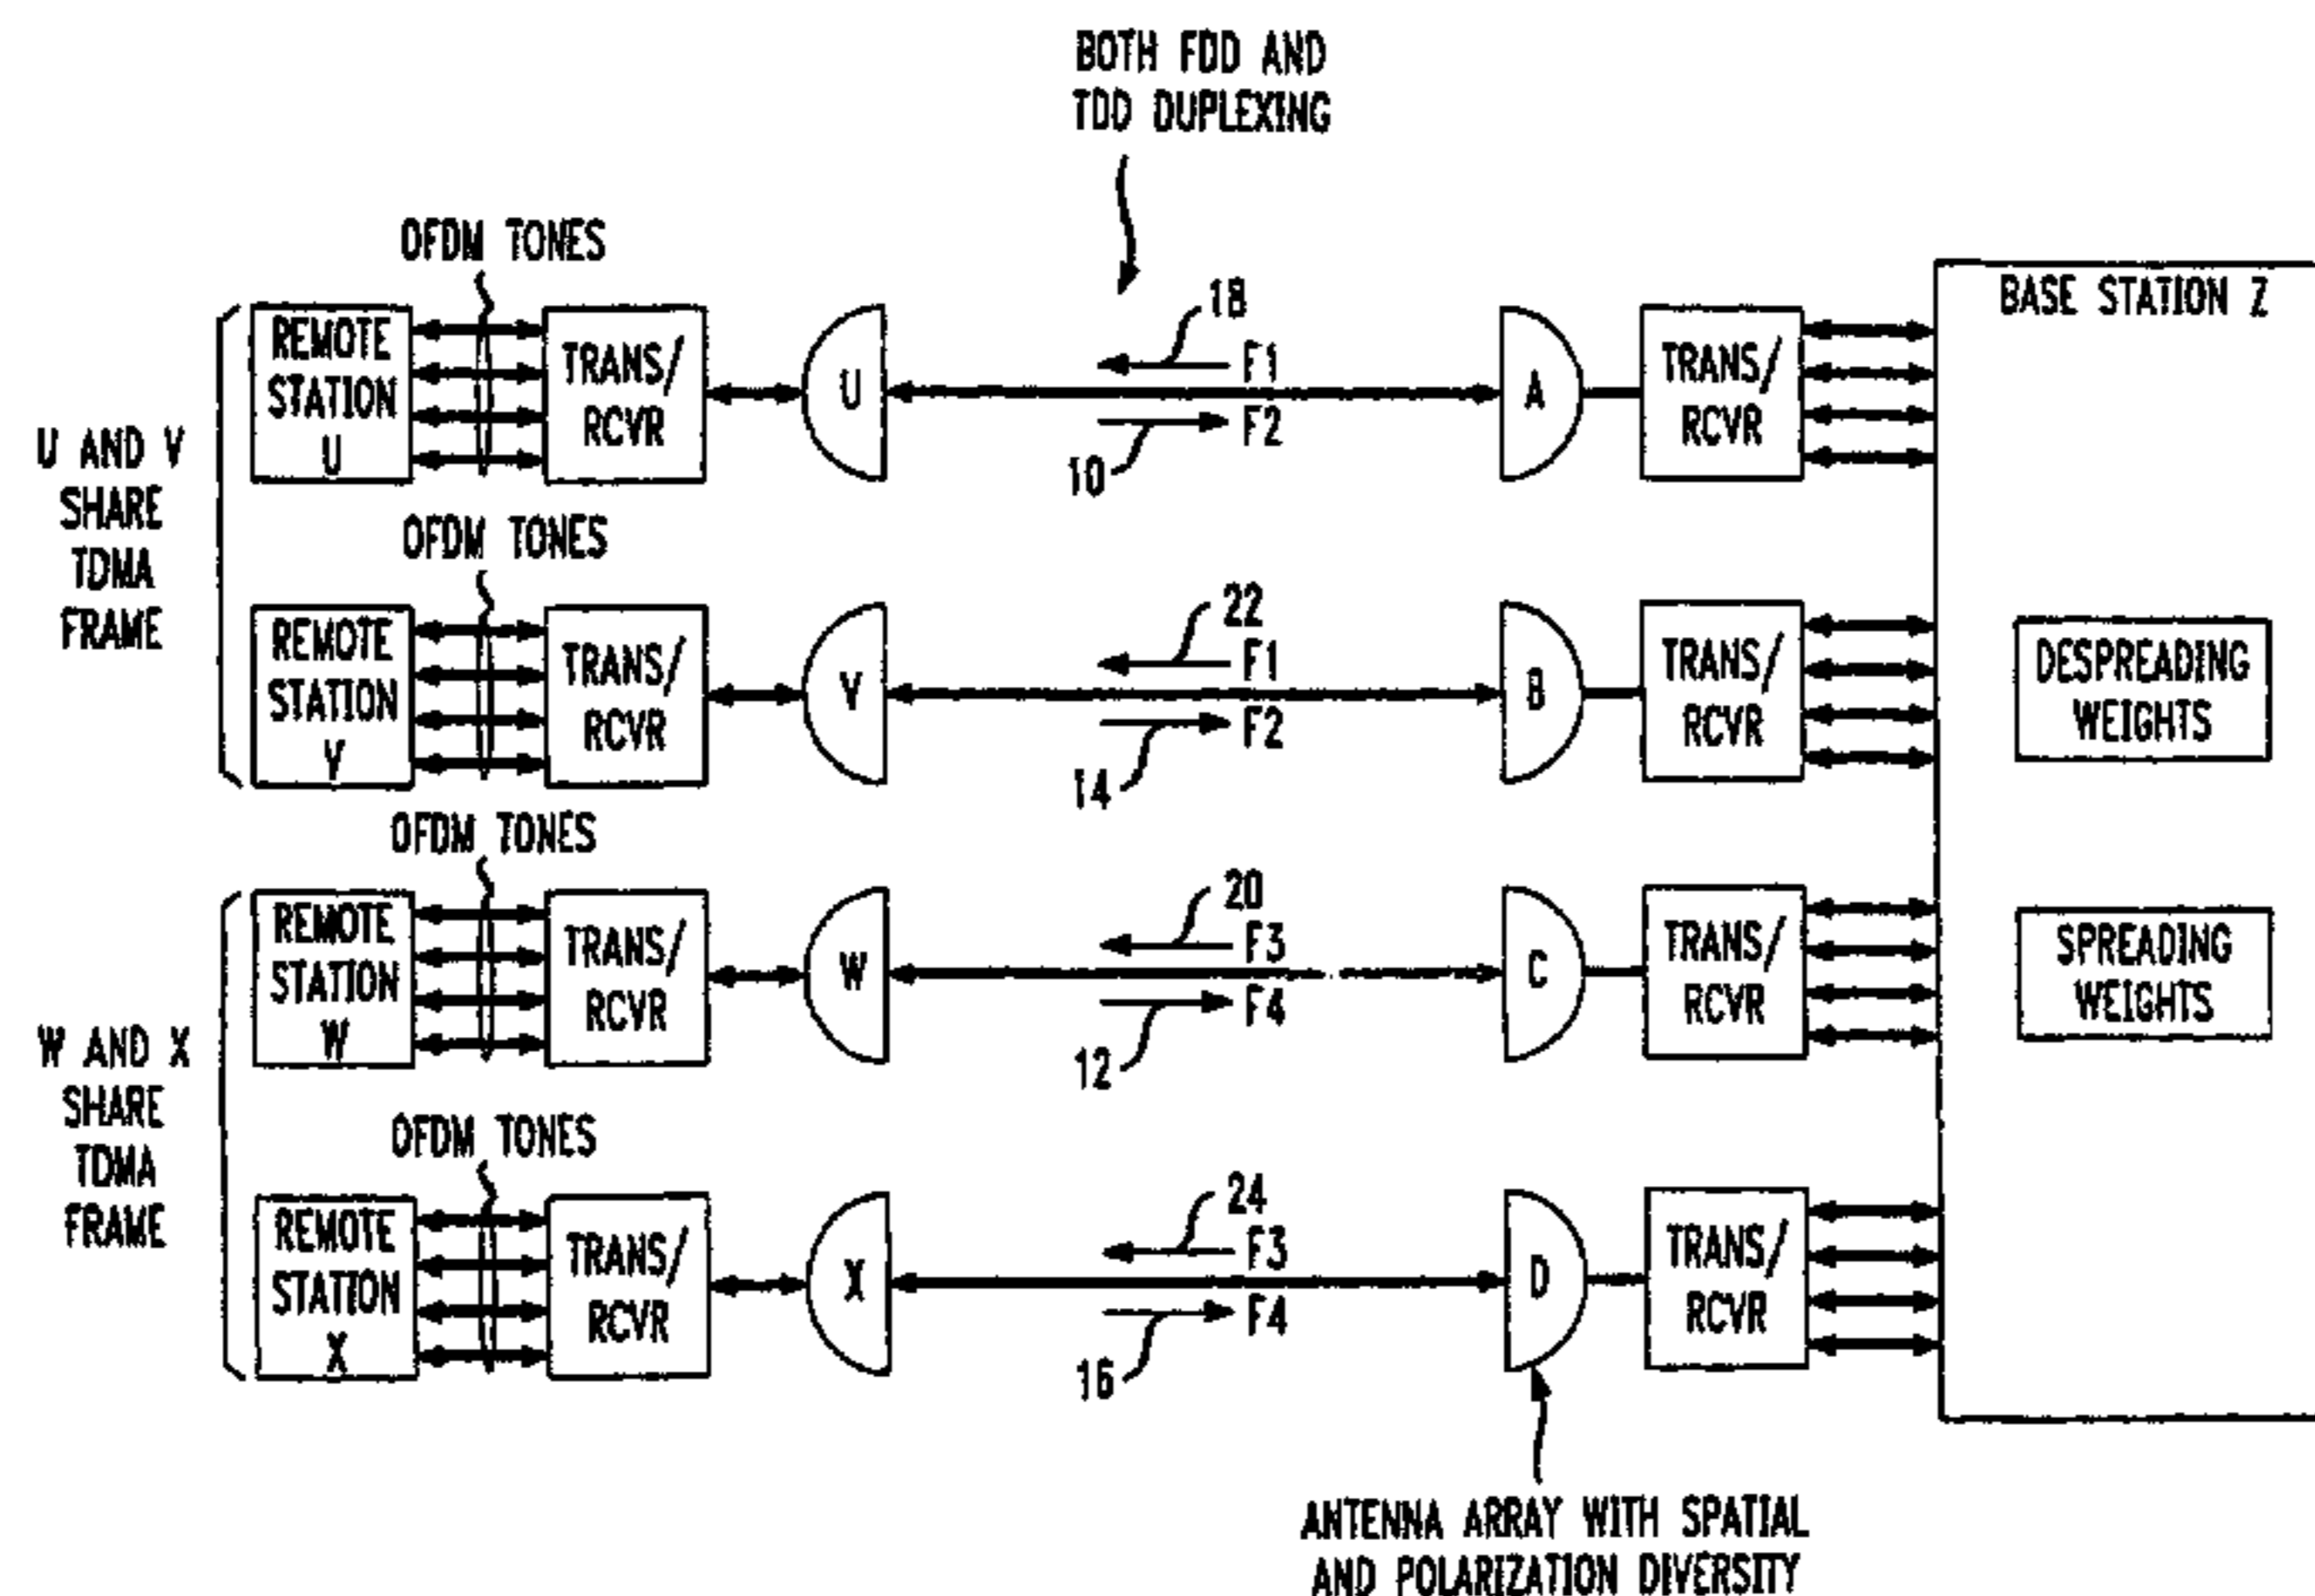 BOTH FDD AND
TDD DUPLEXING
BASE STATION Z
U AND V
SHARE
TDMA
FRAME
OFDM TONES
REMOTE
STATION
U
TRANS/
RCVR
U
18
F1
F2
10
A
TRANS/
RCVR
OFDM TONES
REMOTE
STATION
V
TRANS/
RCVR
V
22
F1
F2
14
B
TRANS/
RCVR
DESPREADING
WEIGHTS
W AND X
SHARE
TDMA
FRAME
OFDM TONES
REMOTE
STATION
W
TRANS/
RCVR
W
20
F3
F4
12
C
TRANS/
RCVR
SPREADING
WEIGHTS
OFDM TONES
REMOTE
STATION
X
TRANS/
RCVR
X
24
F3
F4
16
D
TRANS/
RCVR
ANTENNA ARRAY WITH SPATIAL
AND POLARIZATION DIVERSITY